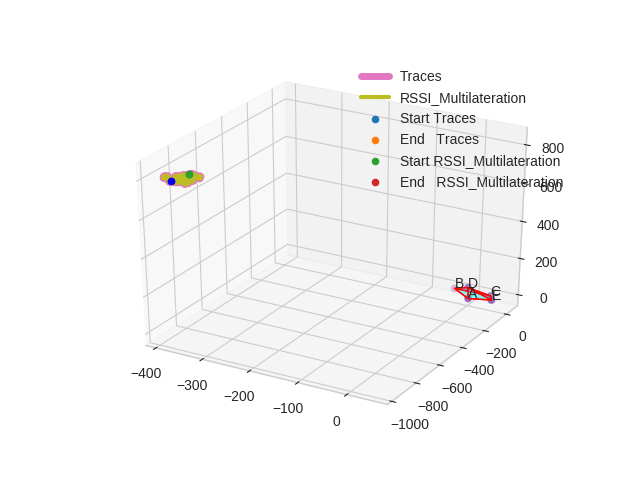 Traces
RSSI_Multilateration
Start Traces
End Traces
Start RSSI_Multilateration
End RSSI_Multilateration
800
600
400
200
0
B D
A
C
E
0
−200
−400
−600
−800
−1000
−400
−300
−200
−100
0